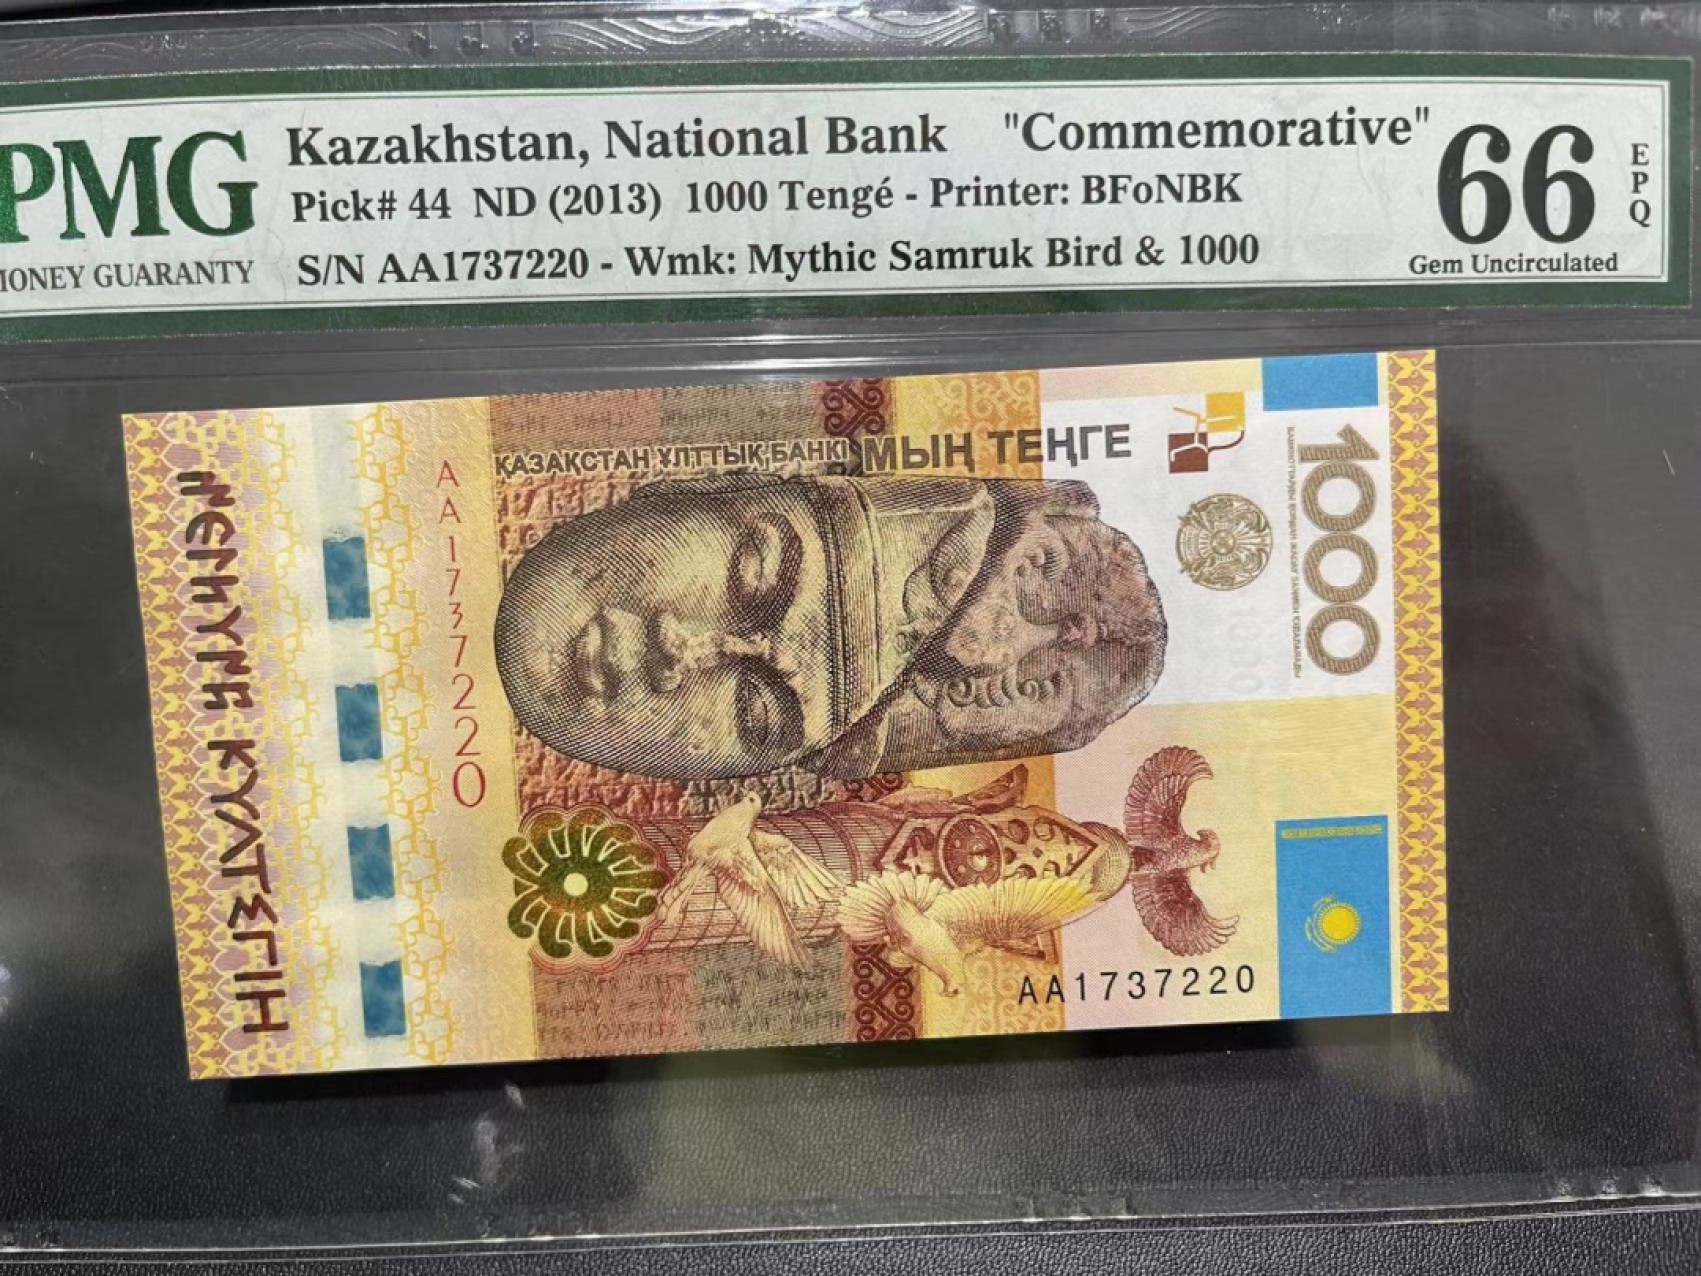 PMG
MONEY GUARANTY
Kazakhstan, National Bank "Commemorative"
Pick# 44 ND (2013) 1000 Tengé - Printer: BFoNBK
S/N AA1737220 - Wmk: Mythic Samruk Bird & 1000
66
EPQ
Gem Uncirculated
ҚАЗАҚСТАН ҰЛТТЫҚ БАНКІ МЫҢ ТЕҢГЕ
1000
AA1737220
AA1737220